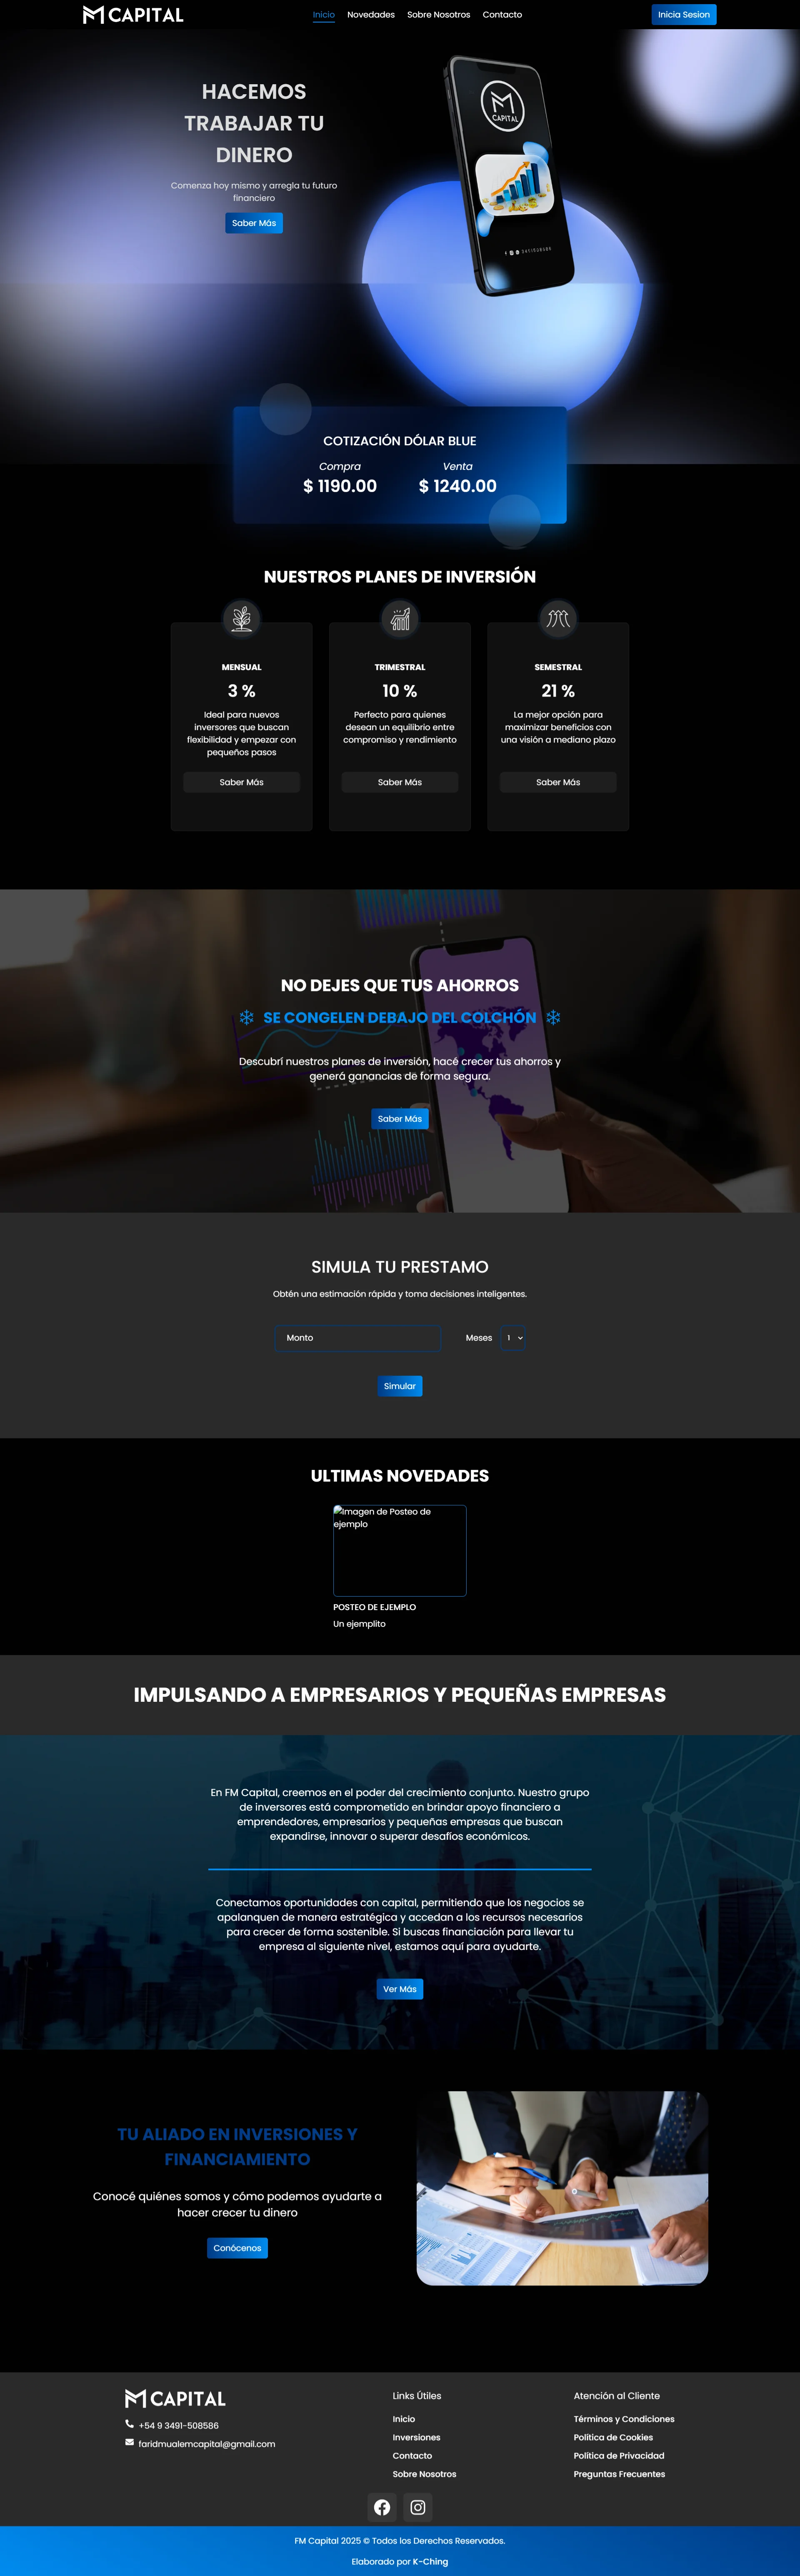 M CAPITAL
Inicio
Novedades
Sobre Nosotros
Contacto
Inicia Sesion
HACEMOS
TRABAJAR TU
DINERO
Comenza hoy mismo y arregla tu futuro
financiero
Saber Más
CAPITAL
COTIZACIÓN DÓLAR BLUE
Compra
Venta
$ 1190.00
$ 1240.00
NUESTROS PLANES DE INVERSIÓN
MENSUAL
3 %
Ideal para nuevos
inversores que buscan
flexibilidad y empezar con
pequeños pasos
Saber Más
TRIMESTRAL
10 %
Perfecto para quienes
desean un equilibrio entre
compromiso y rendimiento
Saber Más
SEMESTRAL
21 %
La mejor opción para
maximizar beneficios con
una visión a mediano plazo
Saber Más
NO DEJES QUE TUS AHORROS
SE CONGELEN DEBAJO DEL COLCHÓN
Descubrí nuestros planes de inversión, hacé crecer tus ahorros y
generá ganancias de forma segura.
Saber Más
SIMULA TU PRESTAMO
Obtén una estimación rápida y toma decisiones inteligentes.
Monto
Meses
1
Simular
ULTIMAS NOVEDADES
Imagen de Posteo de
ejemplo
POSTEO DE EJEMPLO
Un ejemplito
IMPULSANDO A EMPRESARIOS Y PEQUEÑAS EMPRESAS
En FM Capital, creemos en el poder del crecimiento conjunto. Nuestro grupo
de inversores está comprometido en brindar apoyo financiero a
emprendedores, empresarios y pequeñas empresas que buscan
expandirse, innovar o superar desafíos económicos.
Conectamos oportunidades con capital, permitiendo que los negocios se
apalanquen de manera estratégica y accedan a los recursos necesarios
para crecer de forma sostenible. Si buscas financiación para llevar tu
empresa al siguiente nivel, estamos aquí para ayudarte.
Ver Más
TU ALIADO EN INVERSIONES Y
FINANCIAMIENTO
Conocé quiénes somos y cómo podemos ayudarte a
hacer crecer tu dinero
Conócenos
M CAPITAL
+54 9 3491-508586
faridmualemcapital@gmail.com
Links Útiles
Inicio
Inversiones
Contacto
Sobre Nosotros
Atención al Cliente
Términos y Condiciones
Política de Cookies
Política de Privacidad
Preguntas Frecuentes
FM Capital 2025 © Todos los Derechos Reservados.
Elaborado por K-Ching